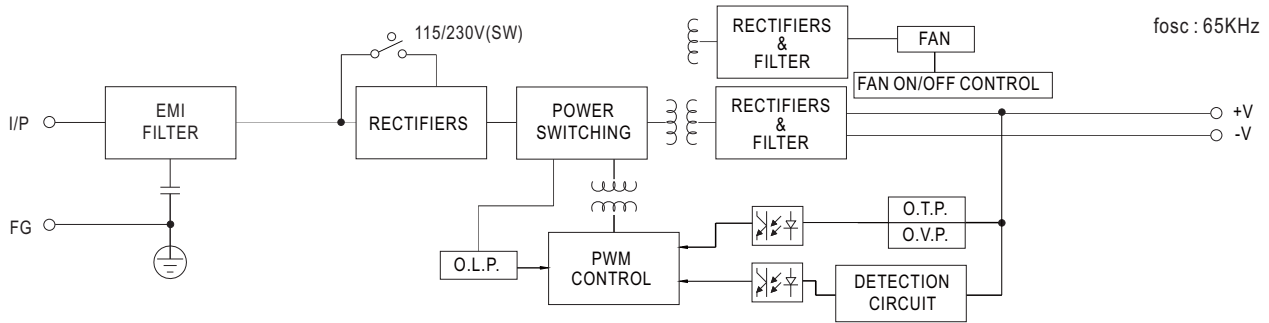 115/230V(SW)
RECTIFIERS
&
FILTER
FAN
fosc : 65KHz
FAN ON/OFF CONTROL
I/P
EMI
FILTER
RECTIFIERS
POWER
SWITCHING
RECTIFIERS
&
FILTER
+V
-V
FG
O.T.P.
O.V.P.
O.L.P.
PWM
CONTROL
DETECTION
CIRCUIT